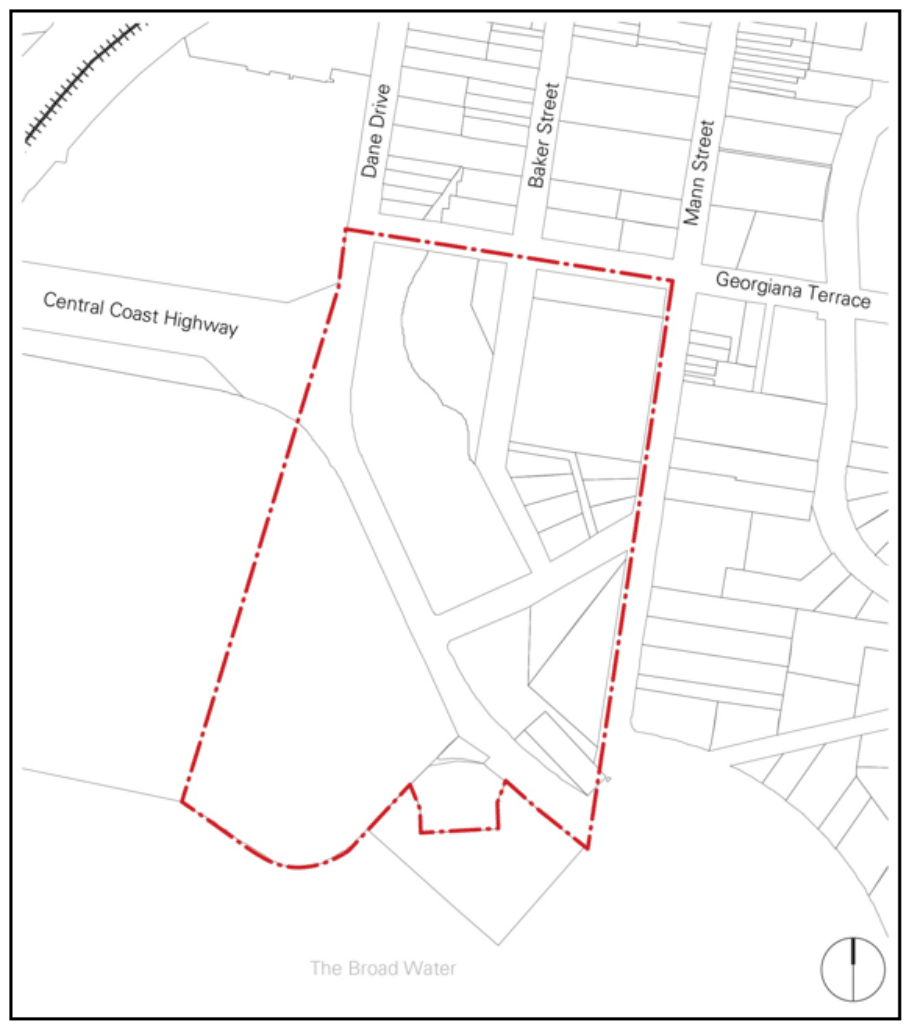 Dane Drive
Baker Street
Mann Street
Georgiana Terrace
Central Coast Highway
The Broad Water